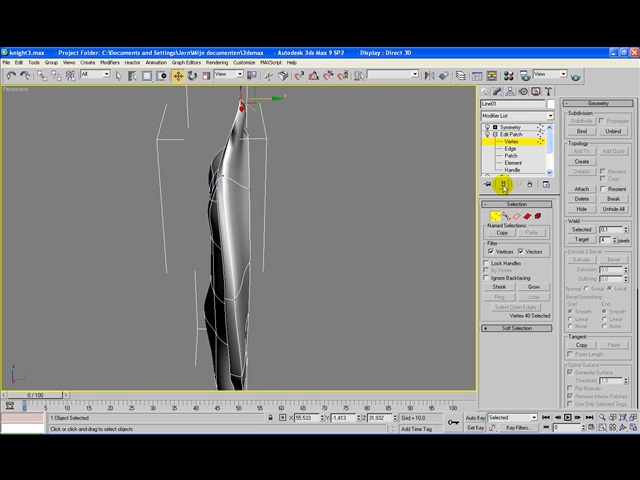 knight3.max - Project Folder: C:\Documents and Settings\Jorn\Mijn documenten\3dsmax - Autodesk 3ds Max 9 SP2 - Display : Direct 3D
File Edit Tools Group Views Create Modifiers reactor Animation Graph Editors Rendering Customize MAXScript Help
All View View
Perspective
Line01
Modifier List
Symmetry
Edit Patch
Vertex
Edge
Patch
Element
Handle
Selection
Named Selections:
Copy Paste
Filter
Vertices Vectors
Lock Handles
By Vertex
Ignore Backfacing
Shrink Grow
Ring Loop
Select Open Edges
Vertex 40 Selected
Soft Selection
Geometry
Subdivision
Subdivide Propagate
Bind Unbind
Topology
Add Tri Add Quad
Create
Detach Reorient
Copy
Attach Reorient
Delete Break
Hide Unhide All
Weld
Selected 0,1
Target 4 pixels
Extrude & Bevel
Extrude Bevel
Extrusion: 0,0
Outlining: 0,0
Normal: Group Local
Bevel Smoothing
Start End
Smooth Smooth
Linear Linear
None None
Tangent
Copy Paste
Paste Length
Surface
Generate Surface
Threshold 1,0
Flip Normals
Remove Interior Patches
Use Only Selected Segs
0 / 100
0 5 10 15 20 25 30 35 40 45 50 55 60 65 70 75 80 85 90 95 100
1 Object Selected
X: 55,533 Y: -1,413 Z: 31,932 Grid = 10,0
Auto Key Selected
Click or click-and-drag to select objects
Add Time Tag
Set Key Key Filters... 0